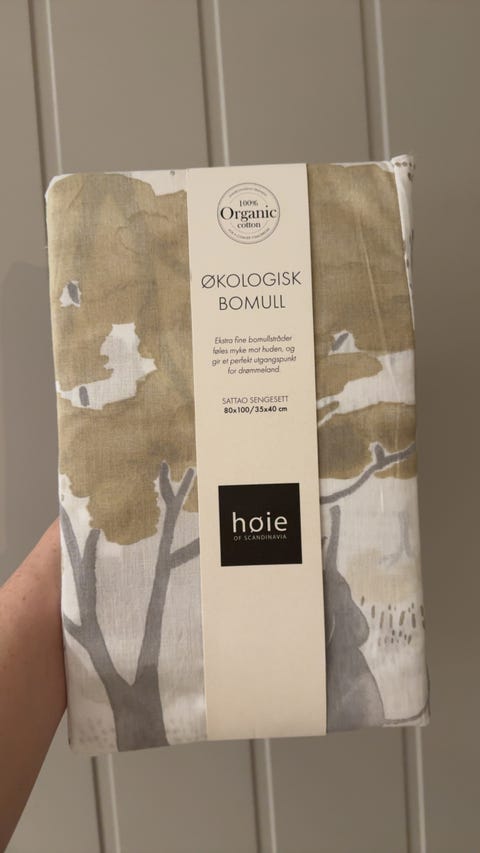 100%
Organic
cotton
ØKOLOGISK
BOMULL
Ekstra fine bomullstråder
føles myke mot huden, og
gir et perfekt utgangspunkt
for drømmeland.
SATTAO SENGESETT
80x100/35x40 cm
høie
OF SCANDINAVIA